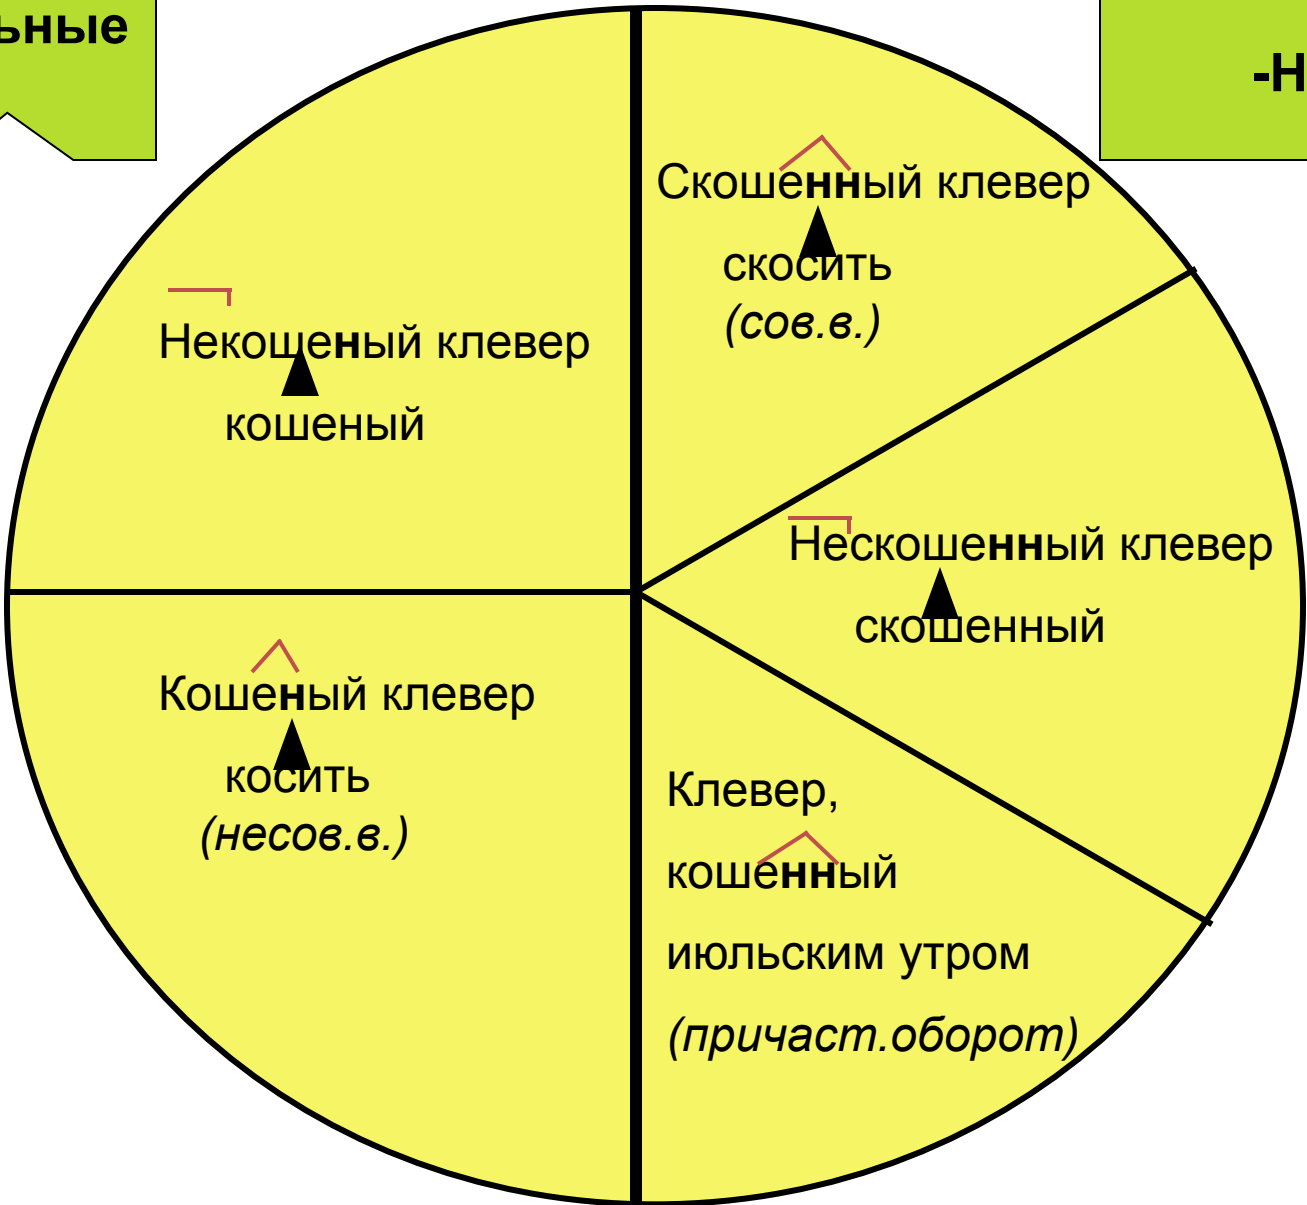 ьные
-Н
Некошеный клевер
кошеный
Кошеный клевер
косить
(несов.в.)
Скошенный клевер
скосить
(сов.в.)
Нескошенный клевер
скошенный
Клевер,
кошенный
июльским утром
(причаст.оборот)